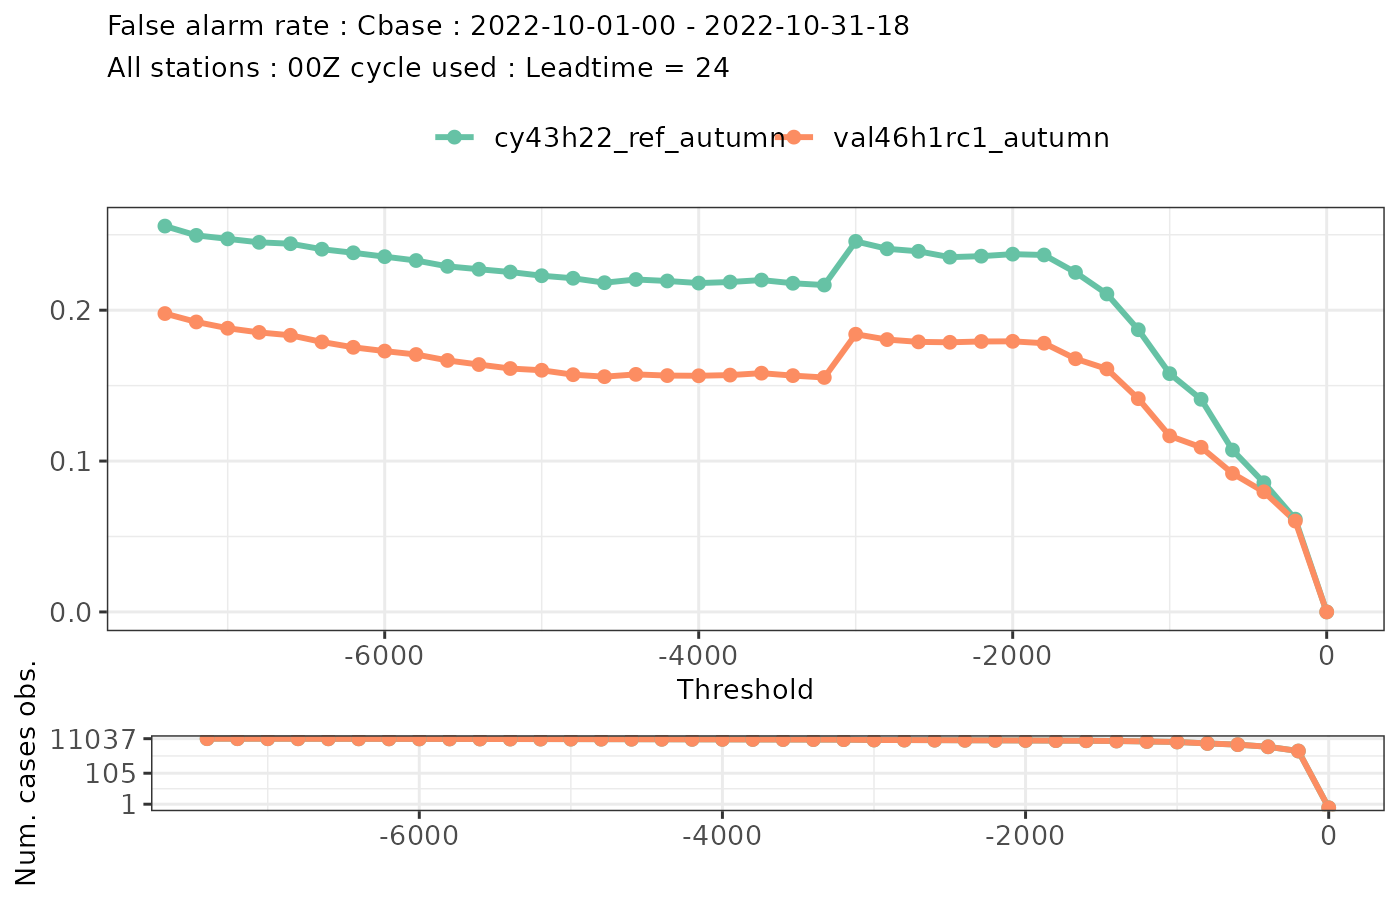 False alarm rate : Cbase : 2022-10-01-00 - 2022-10-31-18
All stations : 00Z cycle used : Leadtime = 24
cy43h22_ref_autumn val46h1rc1_autumn
0.2
0.1
0.0
-6000 -4000 -2000 0
Threshold
Num. cases obs.
11037
105
1
-6000 -4000 -2000 0